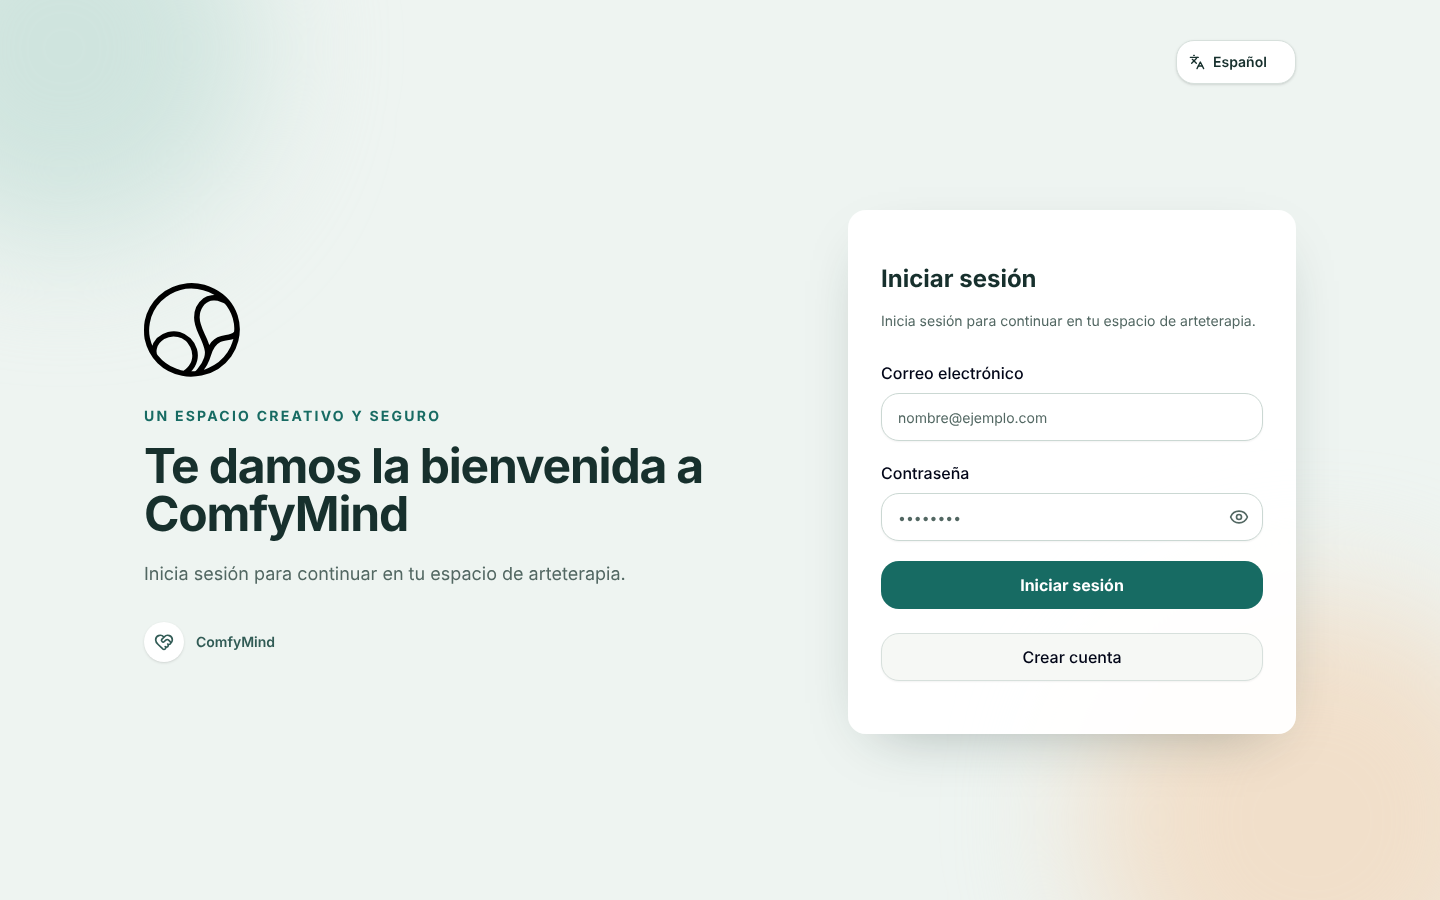 Español
UN ESPACIO CREATIVO Y SEGURO
Te damos la bienvenida a
ComfyMind
Inicia sesión para continuar en tu espacio de arteterapia.
ComfyMind
Iniciar sesión
Inicia sesión para continuar en tu espacio de arteterapia.
Correo electrónico
nombre@ejemplo.com
Contraseña
••••••••
Iniciar sesión
Crear cuenta